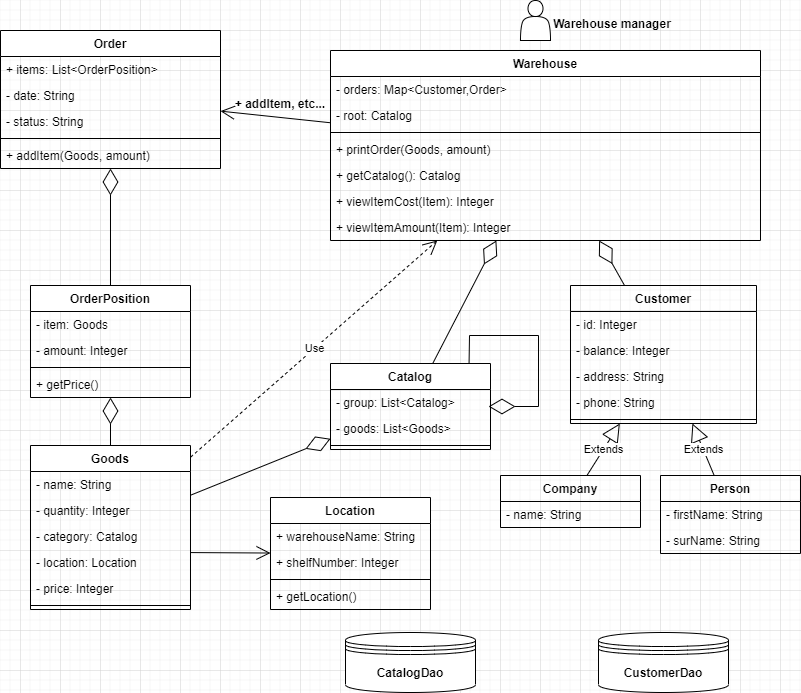 Warehouse manager
Order
+ items: List<OrderPosition>
- date: String
- status: String
+ addItem(Goods, amount)
+ addItem, etc...
Warehouse
- orders: Map<Customer,Order>
- root: Catalog
+ printOrder(Goods, amount)
+ getCatalog(): Catalog
+ viewItemCost(Item): Integer
+ viewItemAmount(Item): Integer
OrderPosition
- item: Goods
- amount: Integer
+ getPrice()
Use
Catalog
- group: List<Catalog>
- goods: List<Goods>
Customer
- id: Integer
- balance: Integer
- address: String
- phone: String
Extends
Extends
Goods
- name: String
- quantity: Integer
- category: Catalog
- location: Location
- price: Integer
Location
+ warehouseName: String
+ shelfNumber: Integer
+ getLocation()
Company
- name: String
Person
- firstName: String
- surName: String
CatalogDao
CustomerDao